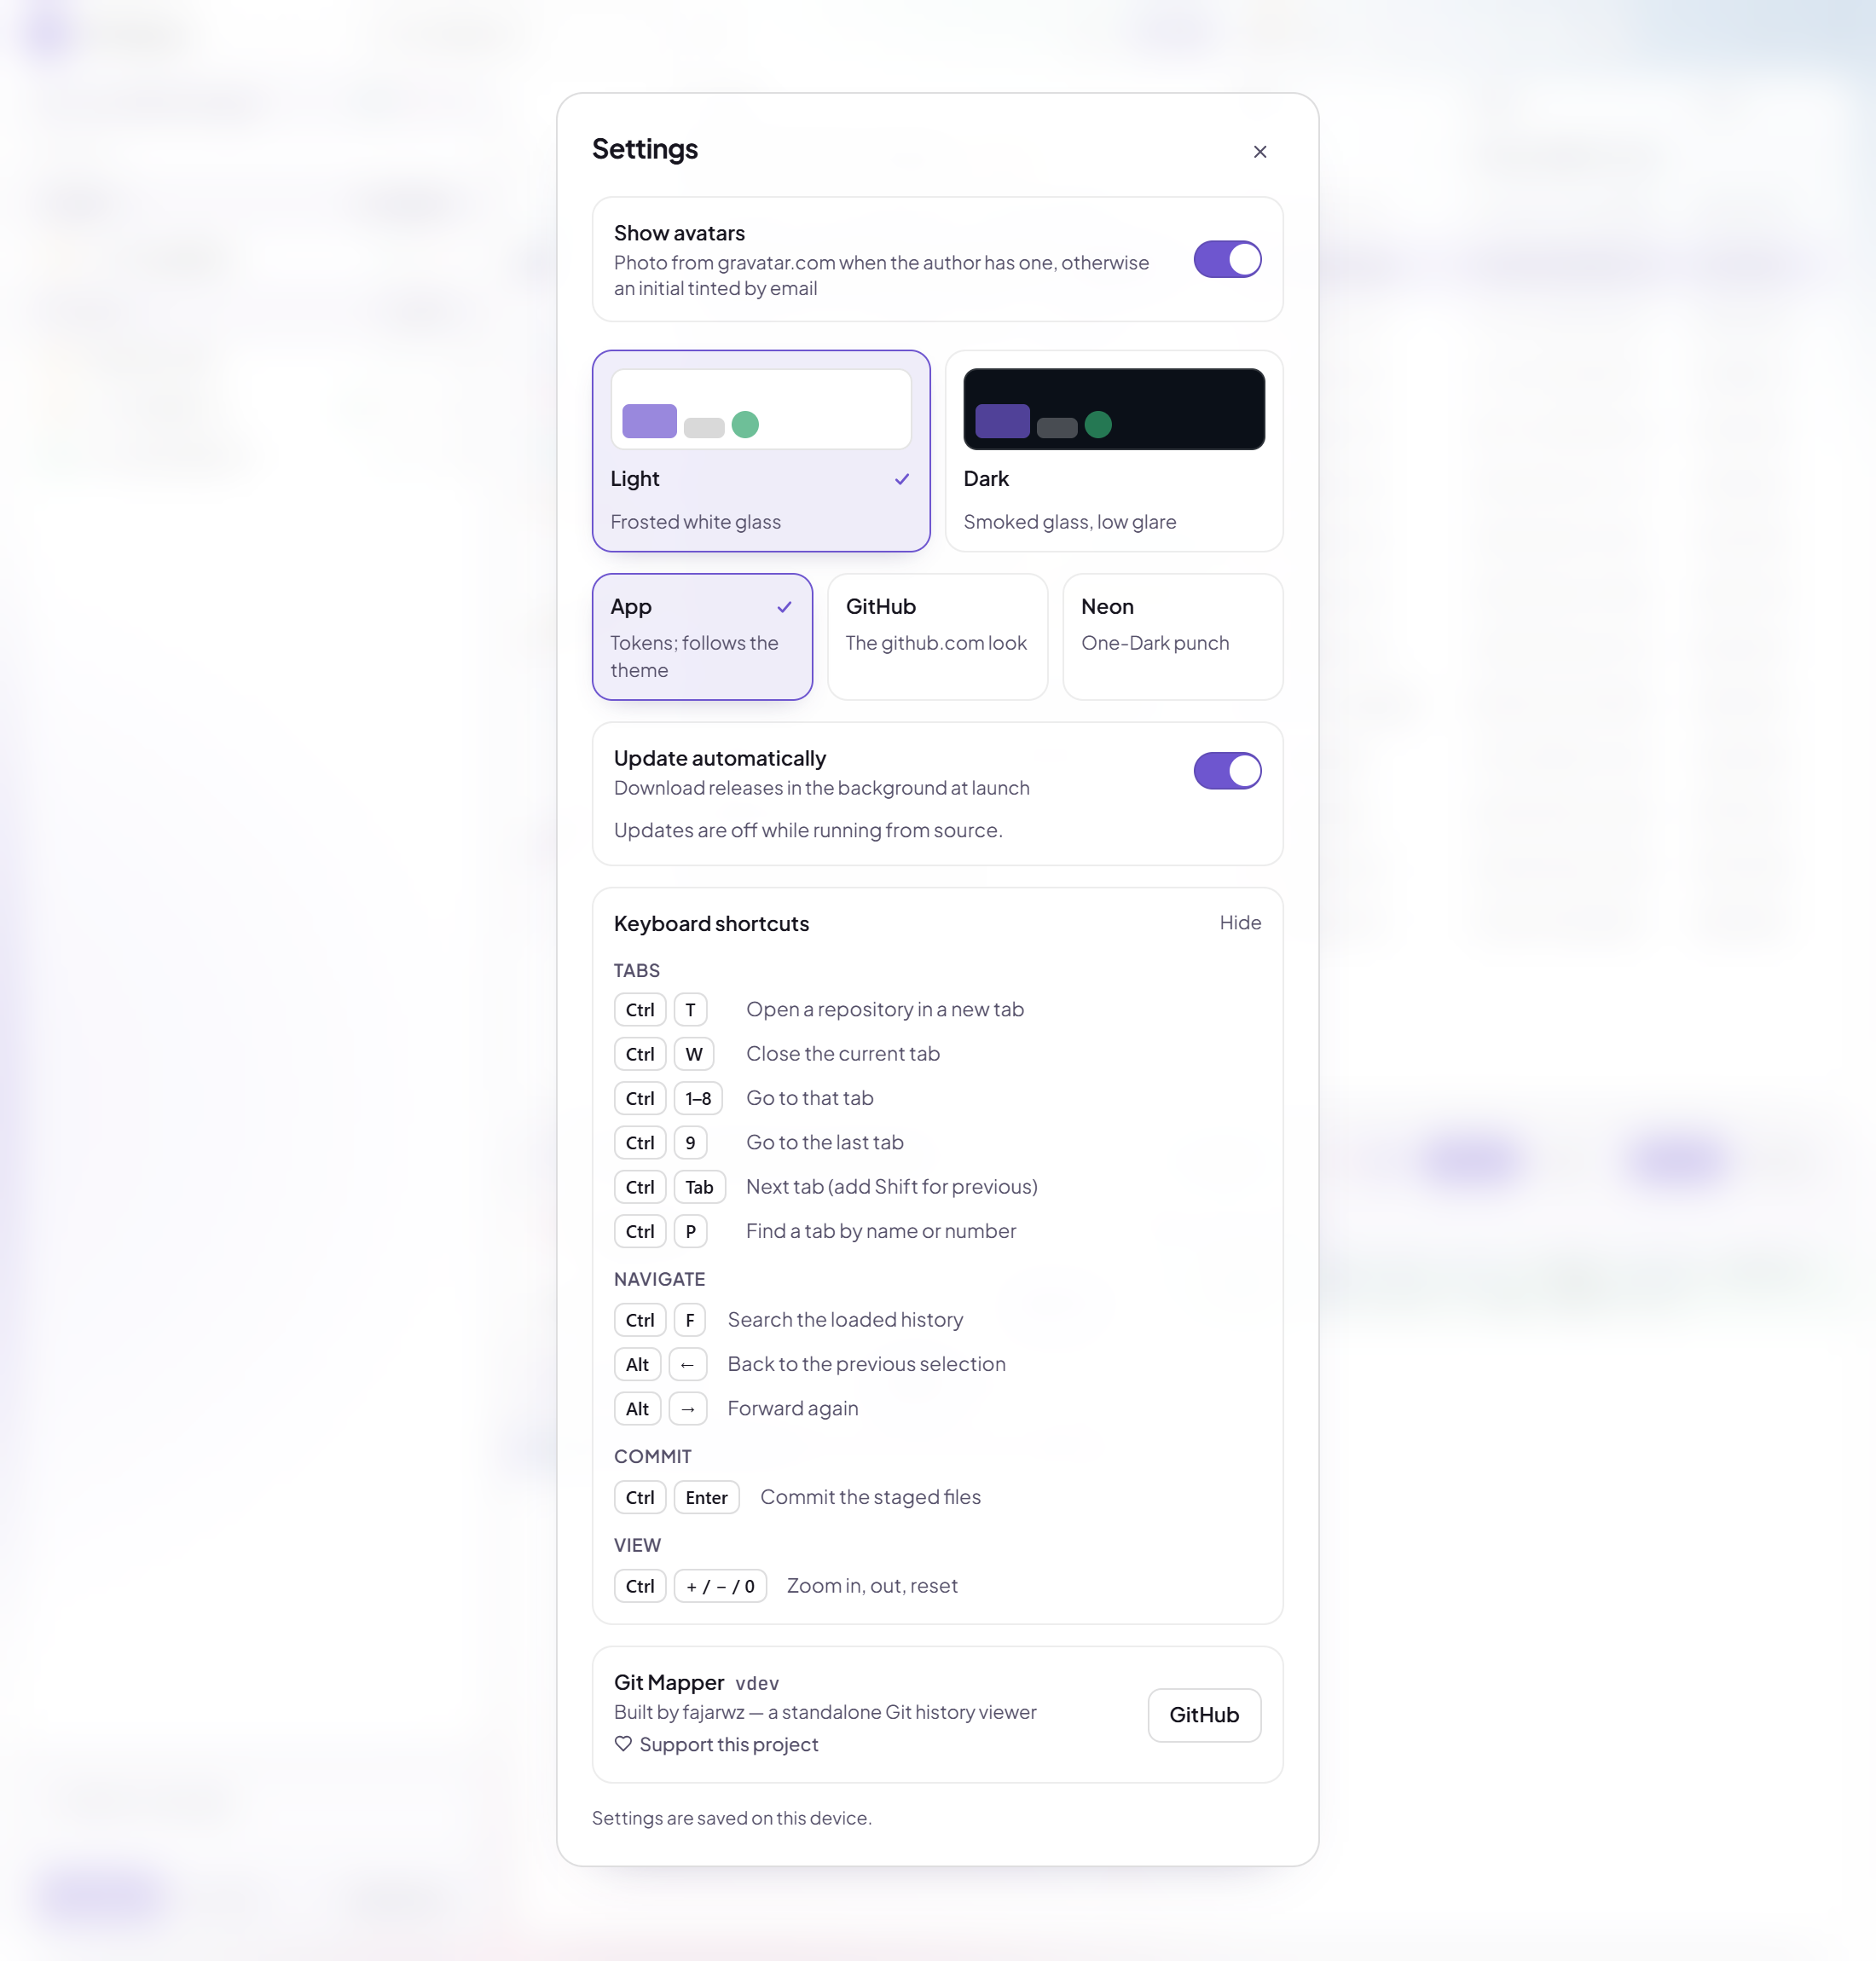 Settings
Show avatars
Photo from gravatar.com when the author has one, otherwise
an initial tinted by email
Light
Frosted white glass
Dark
Smoked glass, low glare
App
Tokens; follows the
theme
GitHub
The github.com look
Neon
One-Dark punch
Update automatically
Download releases in the background at launch
Updates are off while running from source.
Keyboard shortcuts Hide
TABS
Ctrl T Open a repository in a new tab
Ctrl W Close the current tab
Ctrl 1–8 Go to that tab
Ctrl 9 Go to the last tab
Ctrl Tab Next tab (add Shift for previous)
Ctrl P Find a tab by name or number
NAVIGATE
Ctrl F Search the loaded history
Alt ← Back to the previous selection
Alt → Forward again
COMMIT
Ctrl Enter Commit the staged files
VIEW
Ctrl + / − / 0 Zoom in, out, reset
Git Mapper vdev
Built by fajarwz — a standalone Git history viewer
Support this project
GitHub
Settings are saved on this device.